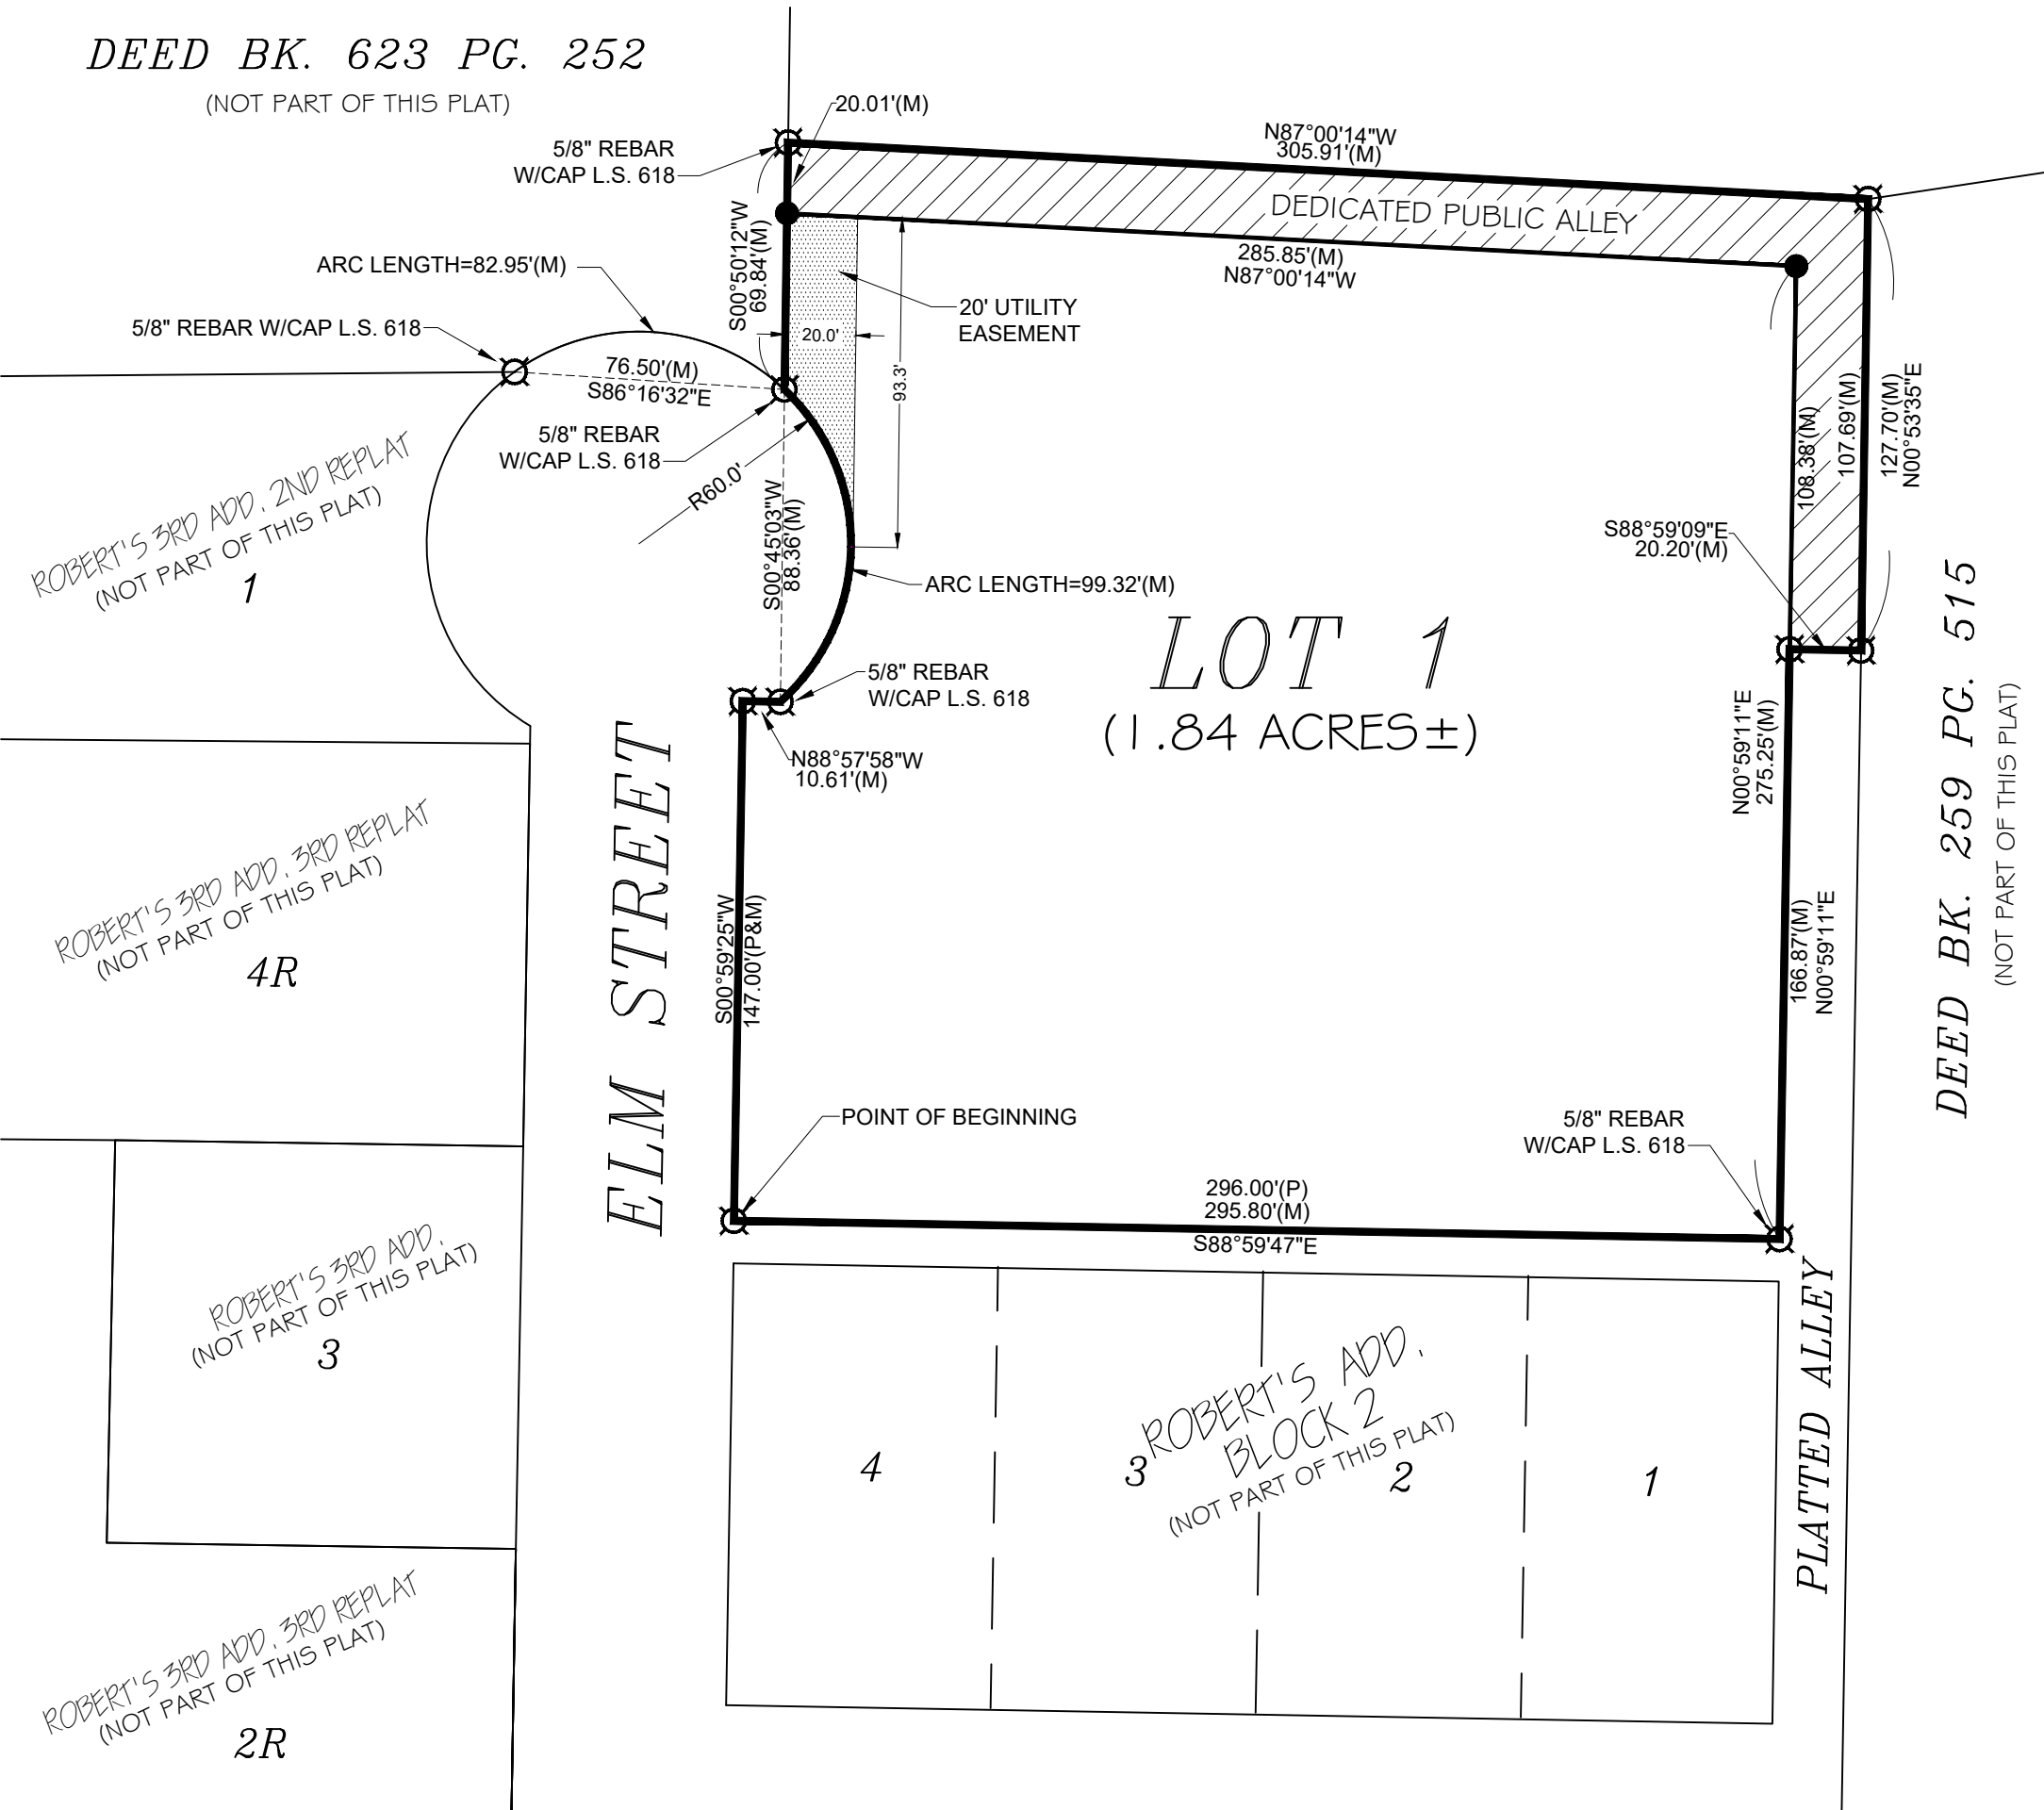 DEED BK. 623 PG. 252
(NOT PART OF THIS PLAT)
20.01'(M)
5/8" REBAR
W/CAP L.S. 618
N87°00'14"W
305.91'(M)
DEDICATED PUBLIC ALLEY
285.85'(M)
N87°00'14"W
S00°50'12"W
69.84'(M)
ARC LENGTH=82.95'(M)
5/8" REBAR W/CAP L.S. 618
20' UTILITY
EASEMENT
20.0'
93.3'
76.50'(M)
S86°16'32"E
5/8" REBAR
W/CAP L.S. 618
R60.0'
S00°45'03"W
88.36'(M)
ARC LENGTH=99.32'(M)
108.38'(M)
107.69'(M)
127.70'(M)
N00°53'35"E
S88°59'09"E
20.20'(M)
ROBERT'S 3RD ADD, 2ND REPLAT
(NOT PART OF THIS PLAT)
1
LOT 1
(1.84 ACRES±)
5/8" REBAR
W/CAP L.S. 618
N88°57'58"W
10.61'(M)
N00°59'11"E
275.25'(M)
DEED BK. 259 PG. 515
(NOT PART OF THIS PLAT)
ELM STREET
ROBERT'S 3RD ADD, 3RD REPLAT
(NOT PART OF THIS PLAT)
4R
S00°59'25"W
147.00'(P&M)
166.87'(M)
N00°59'11"E
POINT OF BEGINNING
5/8" REBAR
W/CAP L.S. 618
296.00'(P)
295.80'(M)
S88°59'47"E
ROBERT'S 3RD ADD,
(NOT PART OF THIS PLAT)
3
PLATTED ALLEY
ROBERT'S ADD,
BLOCK 2
(NOT PART OF THIS PLAT)
4
3
2
1
ROBERT'S 3RD ADD, 3RD REPLAT
(NOT PART OF THIS PLAT)
2R